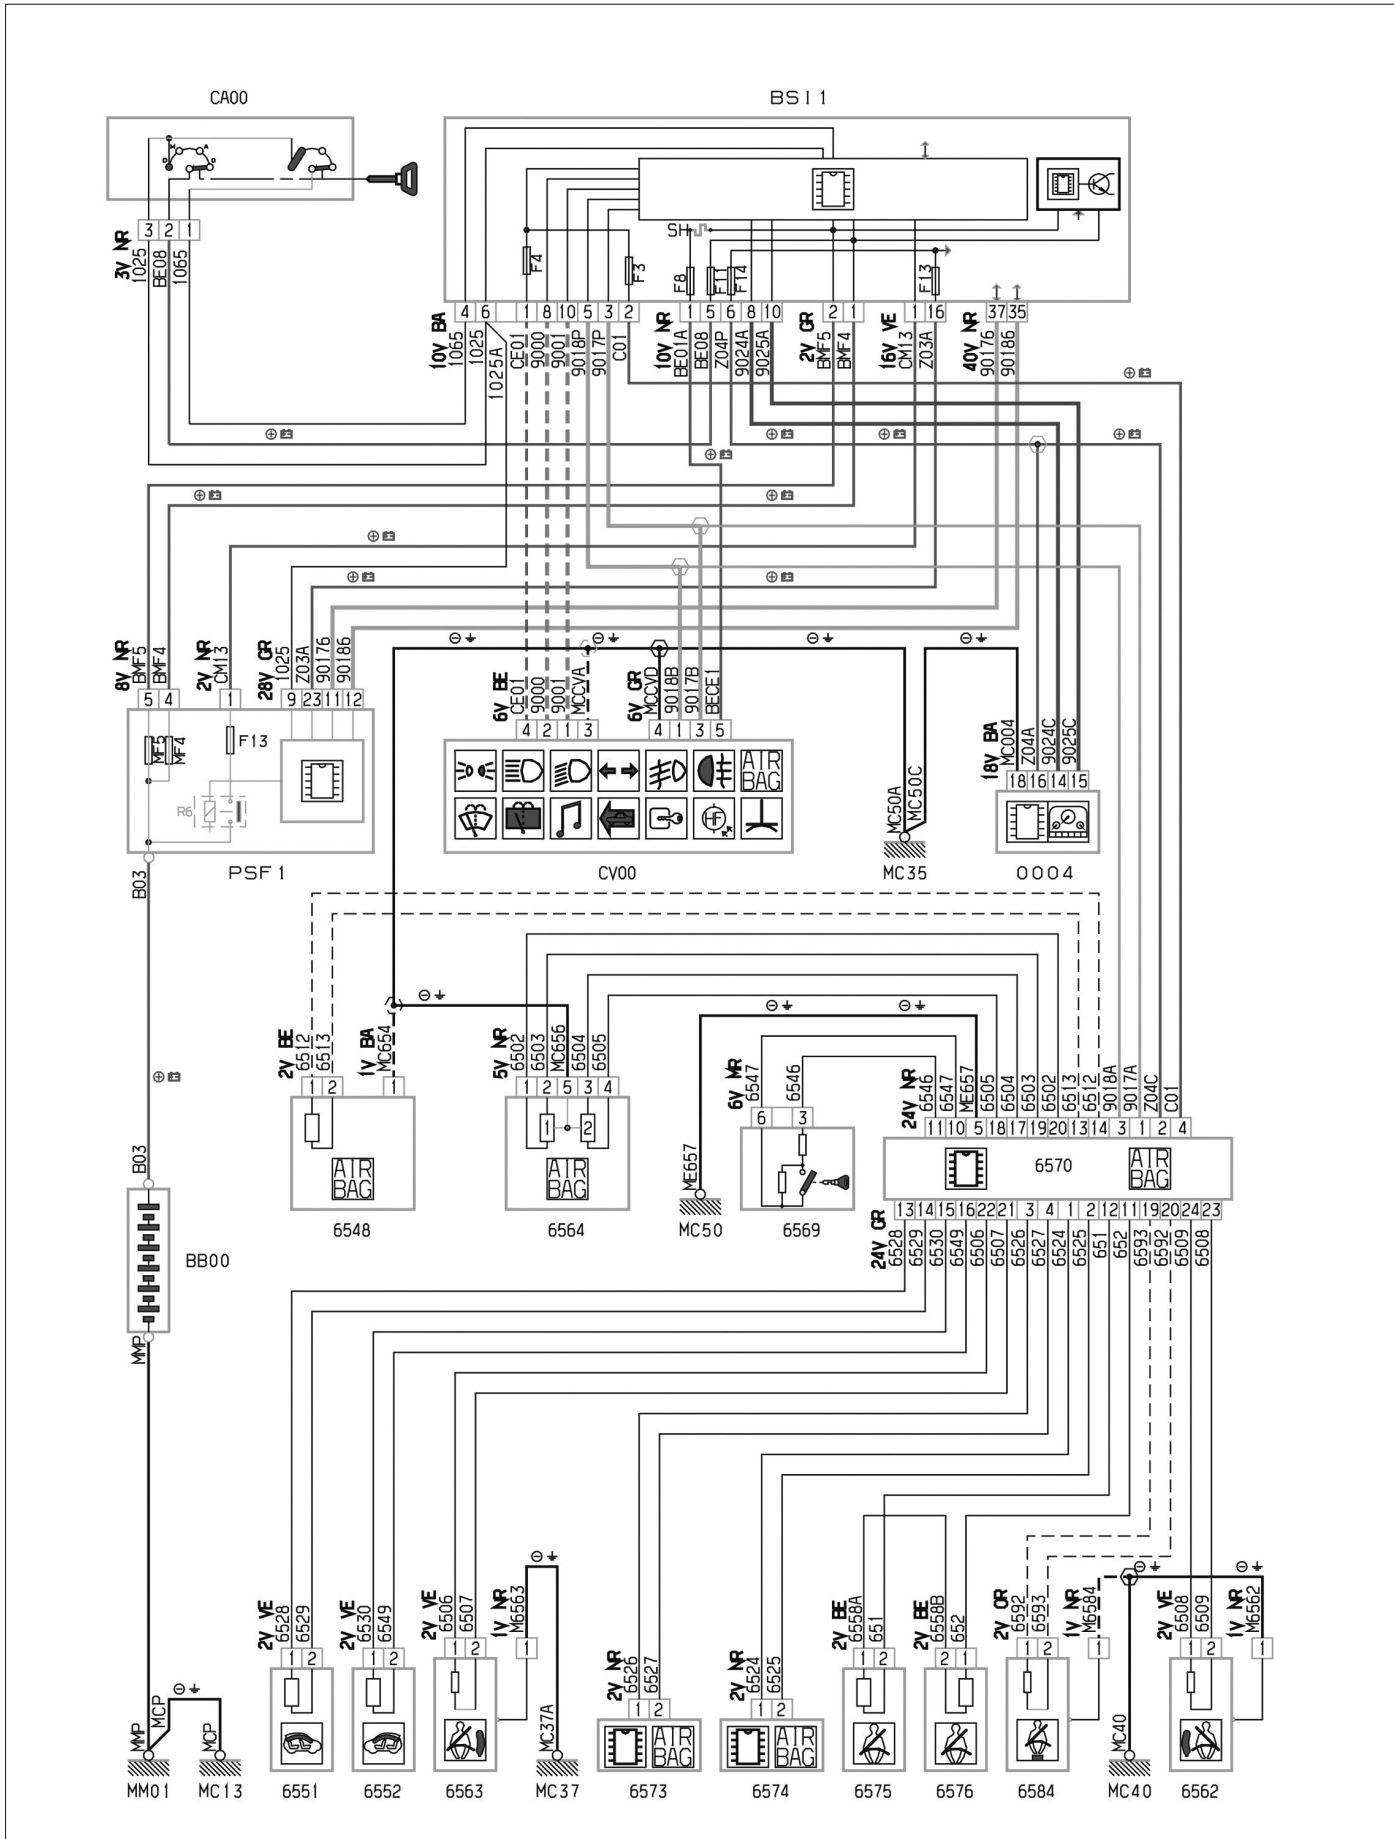 CA00 BSI1
M A
D O
SH
F4 F3 F8 F11 F14 F13
3 2 1
3V NR 1025 BE08 1065
4 6 1 8 10 5 3 2 1 5 6 8 10 2 1 1 16 37 35
10V BA 1065 1025 1025A CE01 9000 9001 9018P 9017P C01
10V NR BE01A BE08 Z04P 9024A 9025A
2V GR BMF5 BMF4
16V VE CM13 Z03A
40V NR 90176 90186
8V NR BMF5 BMF4
2V NR CM13
28V GR 1025 Z03A 90176 90186
5 4 1 9 23 11 12
MF5 MF4 F13
R6
PSF1
6V BE CE01 9000 9001 MCCVA
4 2 1 3
6V GR MCCVD 9018B 9017B BECE1
4 1 3 5
AIR BAG
HF
CV00
MC50A MC50C
MC35
18V BA MC004 Z04A 9024C 9025C
18 16 14 15
0004
B03
B03
BB00
MMP
2V BE 6512 6513
1 2
1V BA MC654
1
AIR BAG
6548
5V NR 6502 6503 MC656 6504 6505
1 2 5 3 4
1 2
AIR BAG
6564
ME657
MC50
6V MR 6547 6546
6 3
6569
24V NR 6546 6547 ME657 6505 6504 6503 6502 6513 6512 9018A 9017A Z04C C01
11 10 5 18 17 19 20 13 14 3 1 2 4
6570
AIR BAG
13 14 15 16 22 21 3 4 1 2 12 11 19 20 24 23
24V GR 6528 6529 6530 6549 6506 6507 6526 6527 6524 6525 651 652 6593 6592 6509 6508
2V VE 6528 6529
1 2
6551
2V VE 6530 6549
1 2
6552
2V VE 6506 6507
1 2
1V NR M6563
1
6563
MC37A
MC37
2V NR 6526 6527
1 2
AIR BAG
6573
2V NR 6524 6525
1 2
AIR BAG
6574
2V BE 6558A 651
1 2
6575
2V BE 6558B 652
2 1
6576
2V OR 6592 6593
1 2
1V NR M6584
1
6584
MC40
MC40
2V VE 6508 6509
1 2
1V NR M6562
1
6562
MMP MCP MCP
MM01 MC13